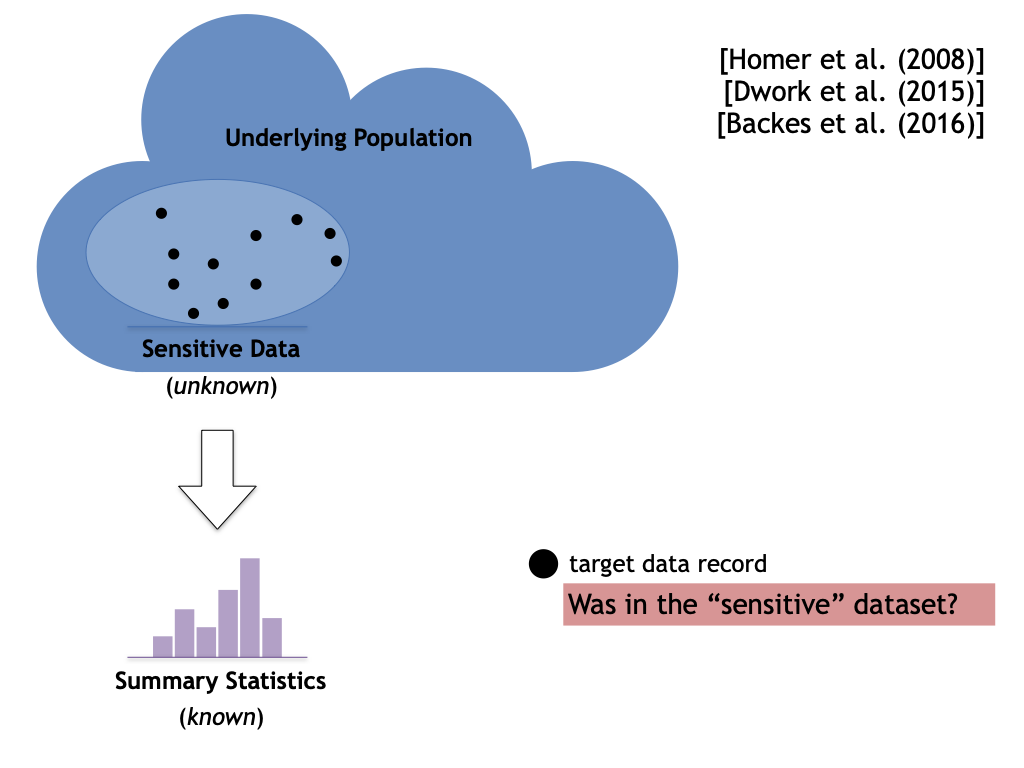 [Homer et al. (2008)]
[Dwork et al. (2015)]
[Backes et al. (2016)]
Underlying Population
Sensitive Data
(unknown)
target data record
Was in the “sensitive” dataset?
Summary Statistics
(known)